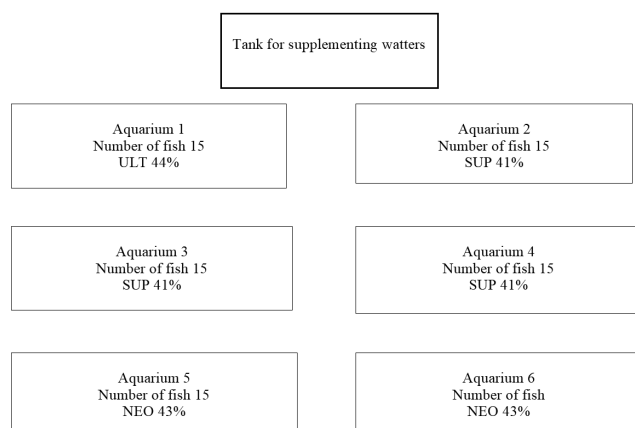 Tank for supplementing watters
Aquarium 1
Number of fish 15
ULT 44%
Aquarium 2
Number of fish 15
SUP 41%
Aquarium 3
Number of fish 15
SUP 41%
Aquarium 4
Number of fish 15
SUP 41%
Aquarium 5
Number of fish 15
NEO 43%
Aquarium 6
Number of fish
NEO 43%